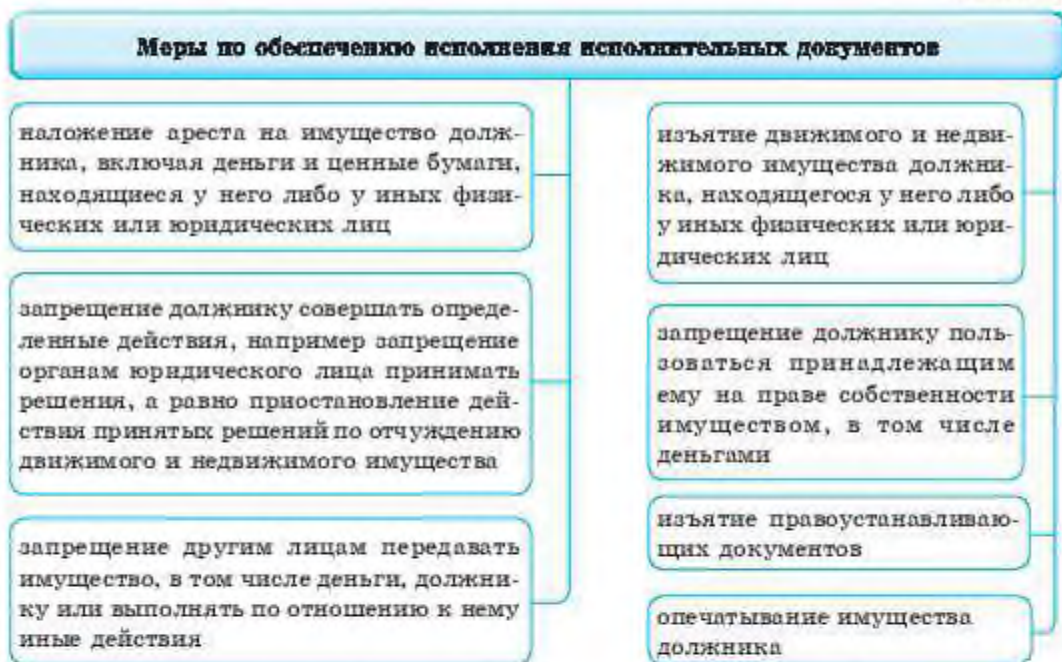 Меры по обеспечению исполнения исполнительных документов
наложение ареста на имущество долж-
ника, включая деньги и ценные бумаги,
находящиеся у него либо у иных физи-
ческих или юридических лиц
запрещение должнику совершать опреде-
ленные действия, например запрещение
органам юридического лица принимать
решения, а равно приостановление дей-
ствия принятых решений по отчуждению
движимого и недвижимого имущества
запрещение другим лицам передавать
имущество, в том числе деньги, должни-
ку или выполнять по отношению к нему
иные действия
изъятие движимого и недви-
жимого имущества должни-
ка, находящегося у него либо
у иных физических или юри-
дических лиц
запрещение должнику поль-
зоваться принадлежащим
ему на праве собственности
имуществом, в том числе
деньгами
изъятие правоустанавливаю-
щих документов
опечатывание имущества
должника